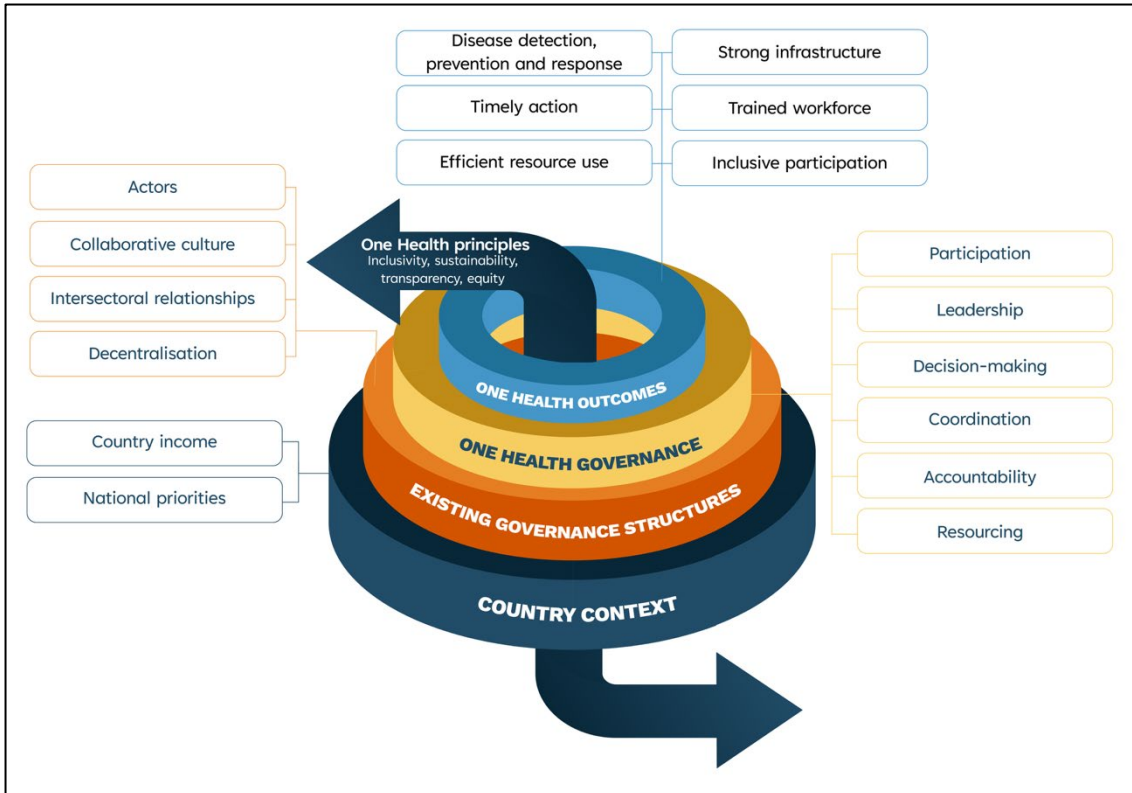 Disease detection,
prevention and response
Strong infrastructure
Timely action
Trained workforce
Efficient resource use
Inclusive participation
Actors
Collaborative culture
Intersectoral relationships
Decentralisation
Country income
National priorities
One Health principles
Inclusivity, sustainability,
transparency, equity
Participation
Leadership
Decision-making
Coordination
Accountability
Resourcing
ONE HEALTH OUTCOMES
ONE HEALTH GOVERNANCE
EXISTING GOVERNANCE STRUCTURES
COUNTRY CONTEXT